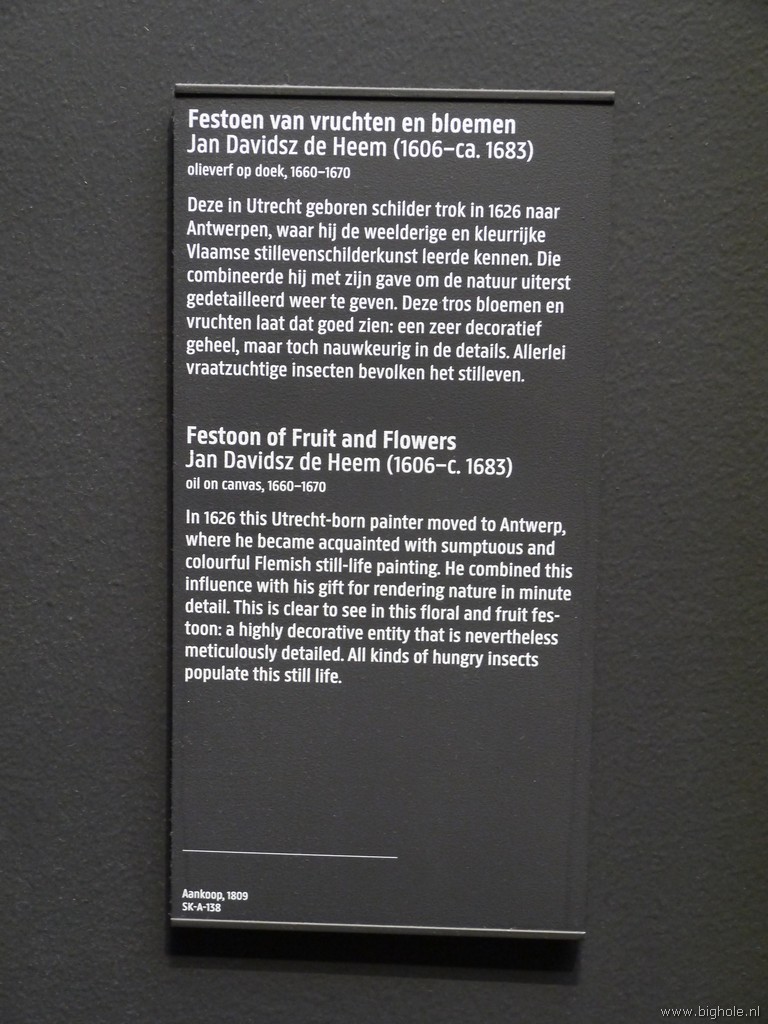 Festoen van vruchten en bloemen
Jan Davidsz de Heem (1606–ca. 1683)
olieverf op doek, 1660–1670
Deze in Utrecht geboren schilder trok in 1626 naar
Antwerpen, waar hij de weelderige en kleurrijke
Vlaamse stillevenschilderkunst leerde kennen. Die
combineerde hij met zijn gave om de natuur uiterst
gedetailleerd weer te geven. Deze tros bloemen en
vruchten laat dat goed zien: een zeer decoratief
geheel, maar toch nauwkeurig in de details. Allerlei
vraatzuchtige insecten bevolken het stilleven.
Festoon of Fruit and Flowers
Jan Davidsz de Heem (1606–c. 1683)
oil on canvas, 1660–1670
In 1626 this Utrecht-born painter moved to Antwerp,
where he became acquainted with sumptuous and
colourful Flemish still-life painting. He combined this
influence with his gift for rendering nature in minute
detail. This is clear to see in this floral and fruit fes-
toon: a highly decorative entity that is nevertheless
meticulously detailed. All kinds of hungry insects
populate this still life.
Aankoop, 1809
SK-A-138
www.bighole.nl